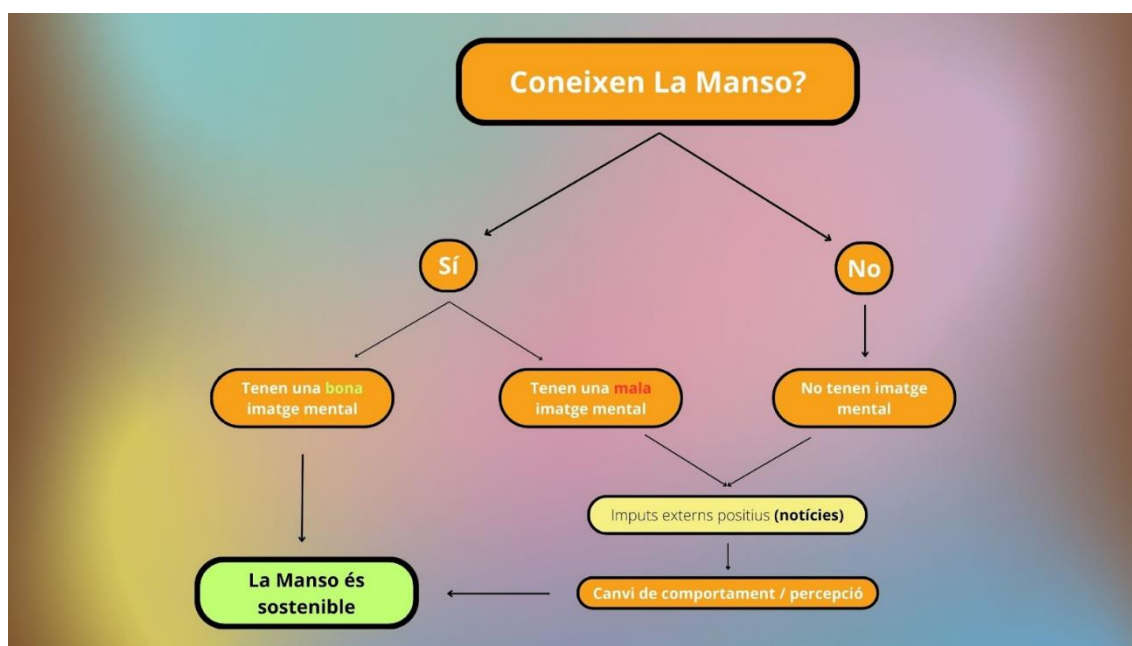 Coneixen La Manso?
Sí
No
Tenen una bona
imatge mental
Tenen una mala
imatge mental
No tenen imatge
mental
Imputs externs positius (notícies)
La Manso és
sostenible
Canvi de comportament / percepció